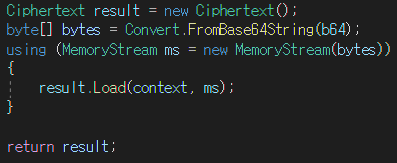 Ciphertext result = new Ciphertext();
byte[] bytes = Convert.FromBase64String(b64);
using (MemoryStream ms = new MemoryStream(bytes))
{
    result.Load(context, ms);
}

return result;